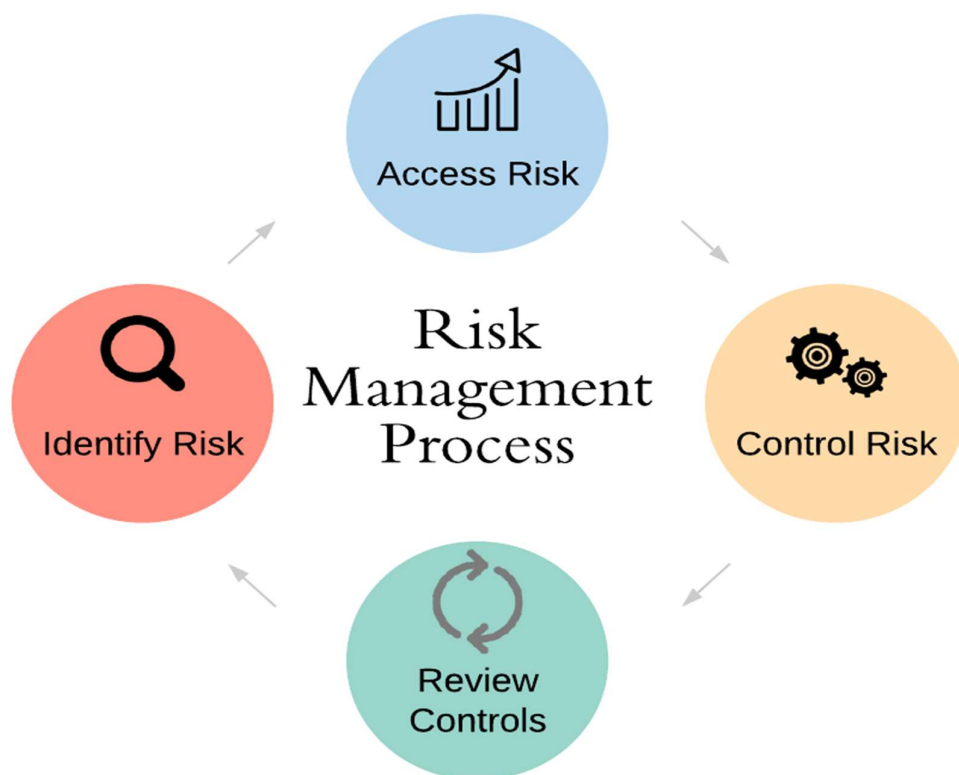 Access Risk
Risk
Management
Process
Identify Risk
Control Risk
Review
Controls